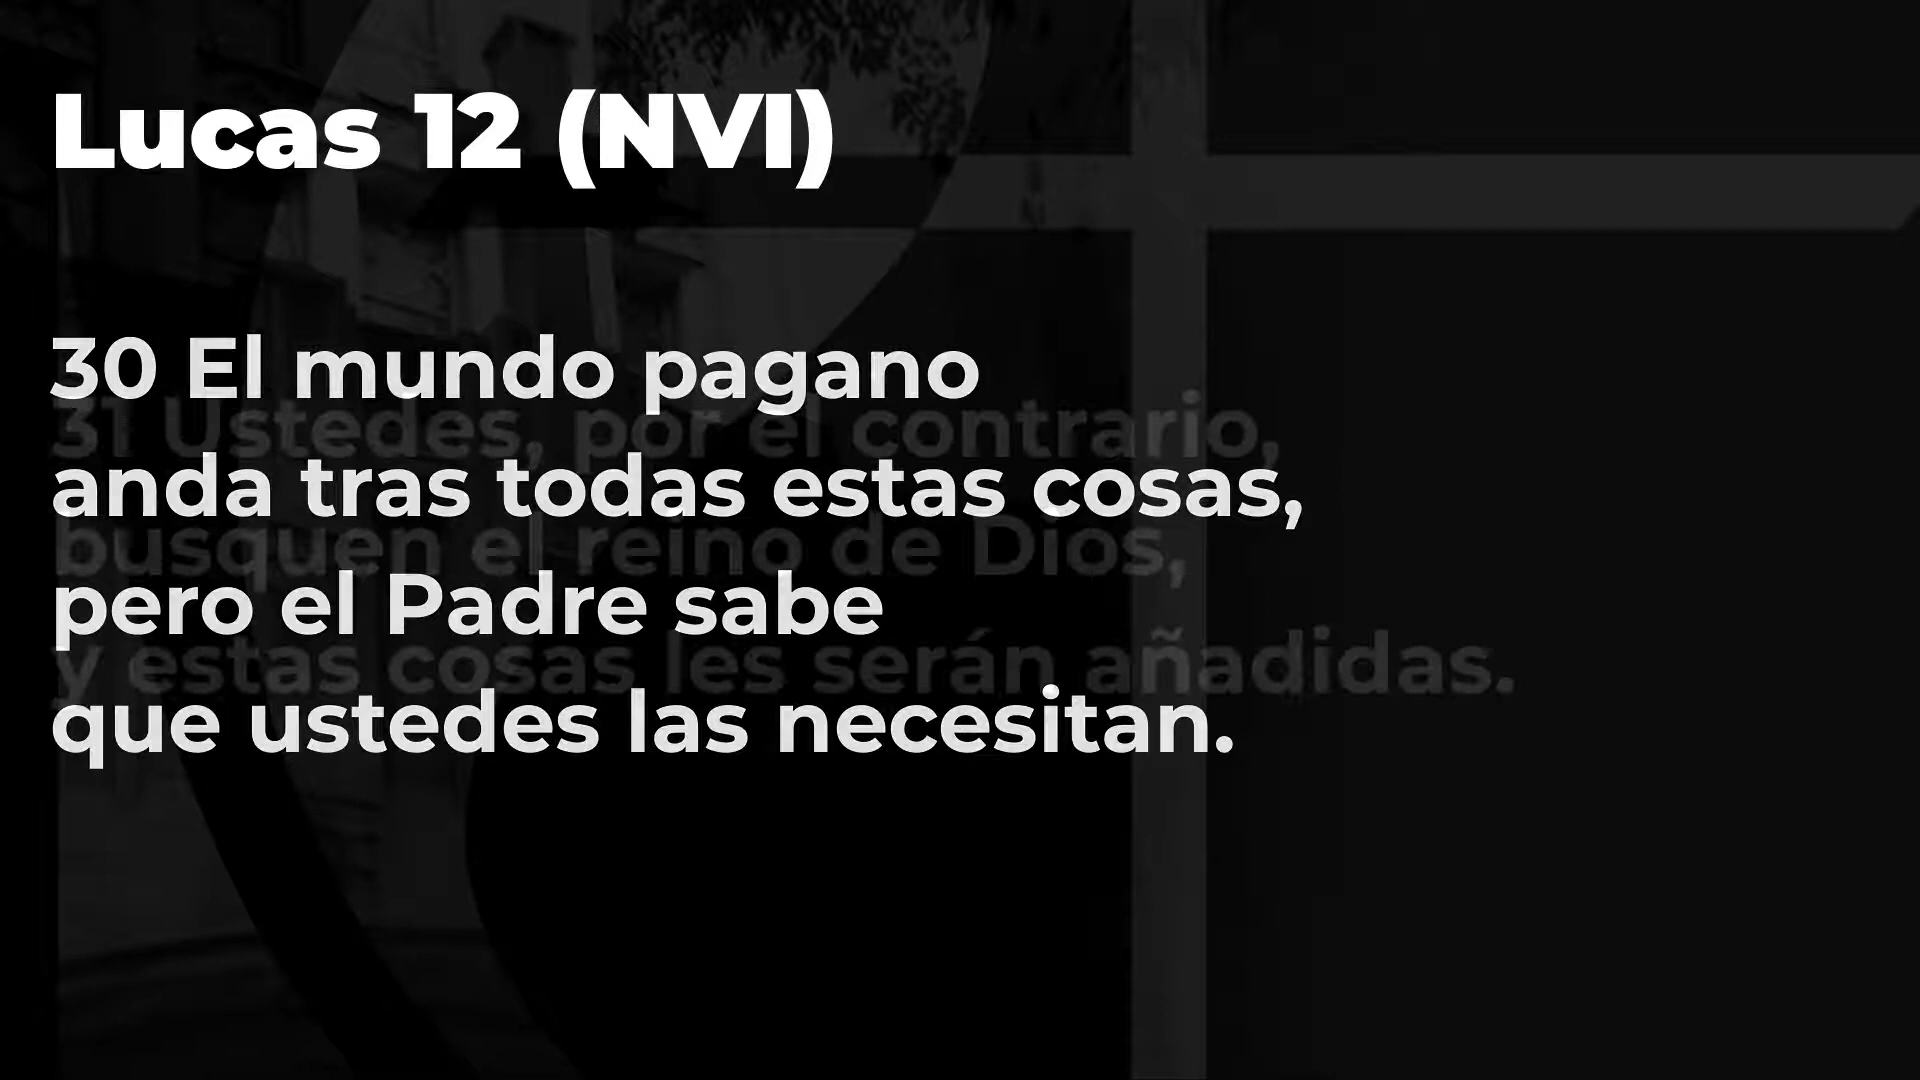 Lucas 12 (NVI)
30 El mundo pagano
anda tras todas estas cosas,
pero el Padre sabe
que ustedes las necesitan.
31 Ustedes, por el contrario,
busquen el reino de Dios,
y estas cosas les serán añadidas.